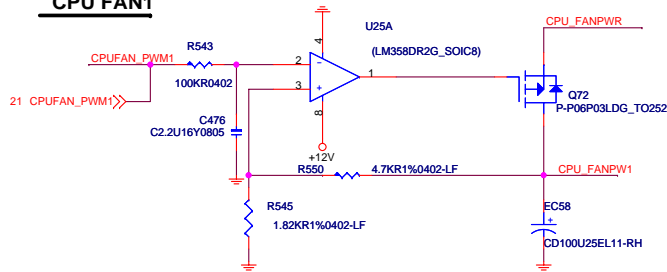 CPU FAN1
U25A
CPU_FANPWR
R543
4
(LM358DR2G_SOIC8)
CPUFAN_PWM1
2
-
1
100KR0402
3
+
Q72
21 CPUFAN_PWM1
P-P06P03LDG_TO252
8
C476
C2.2U16Y0805
+12V
R550
4.7KR1%0402-LF
CPU_FANPW1
R545
EC58
1.82KR1%0402-LF
+
CD100U25EL11-RH